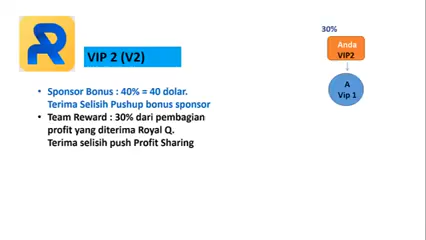 VIP 2 (V2)
• Sponsor Bonus : 40% = 40 dolar.
Terima Selisih Pushup bonus sponsor
• Team Reward : 30% dari pembagian
profit yang diterima Royal Q.
Terima selisih push Profit Sharing
30%
Anda
VIP2
A
Vip 1